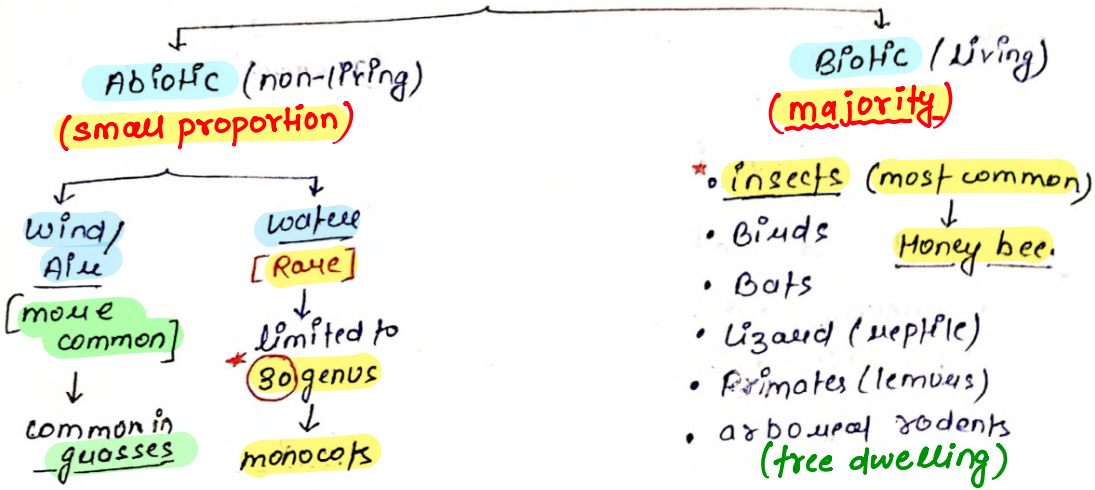 Abiotic (non-living)
(small proportion)
Wind/
Air
[more
common]
common in
grasses
Water
[Rare]
limited to
* 30 genus
monocots
Biotic (Living)
(majority)
* • insects (most common)
Honey bee.
• Birds
• Bats
• Lizard (reptile)
• Primates (lemurs)
• arboreal rodents
(tree dwelling)